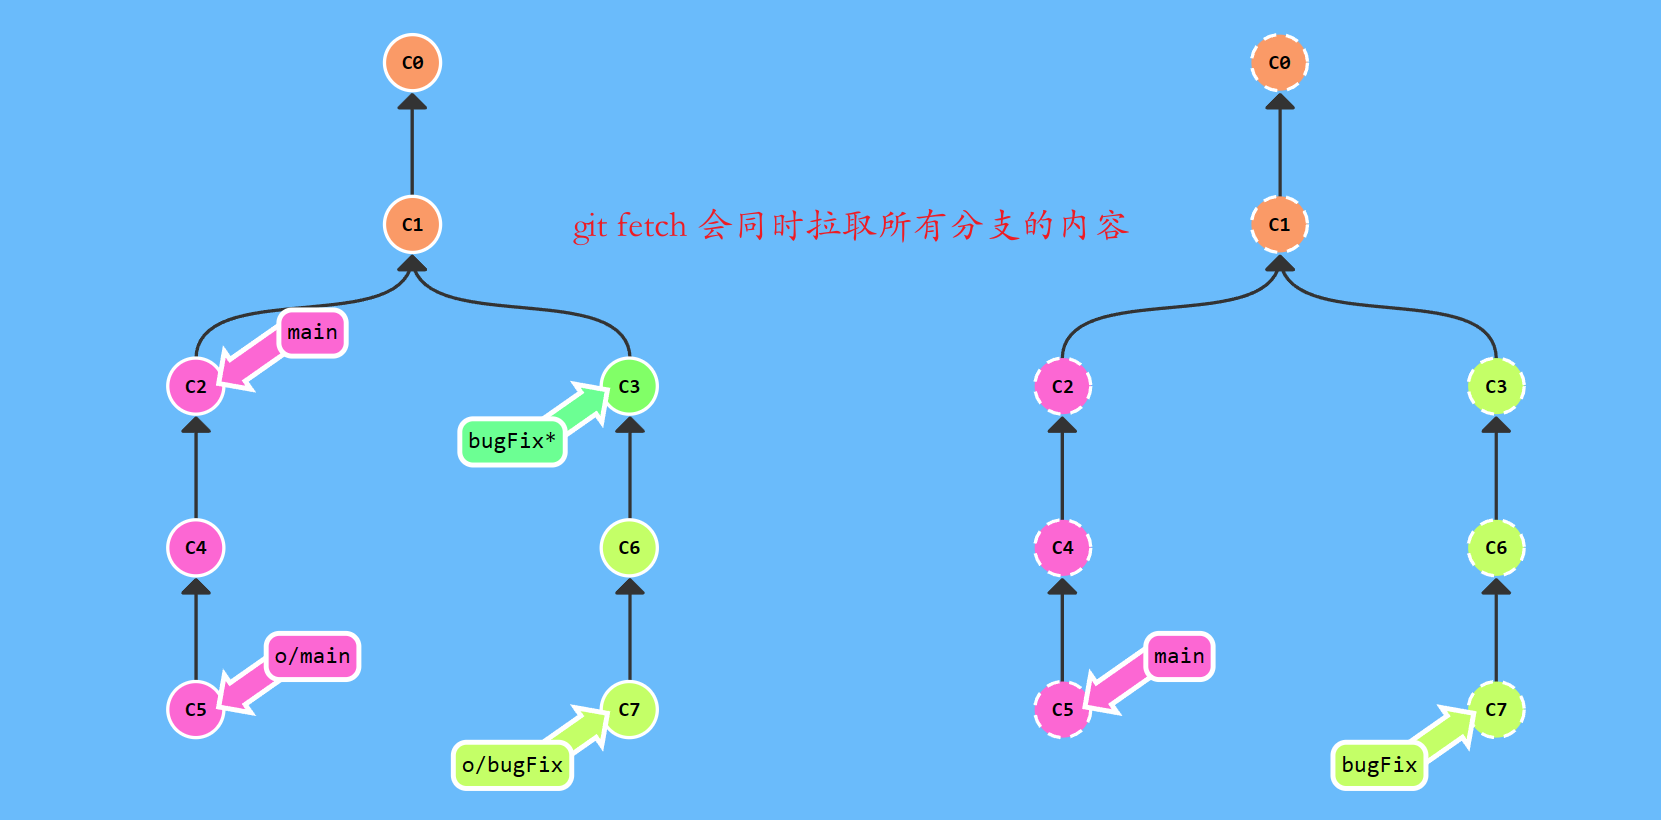 C0
C0
C1
git fetch 会同时拉取所有分支的内容
C1
main
C2
C3
C2
C3
bugFix*
C4
C6
C4
C6
o/main
main
C5
C7
C5
C7
o/bugFix
bugFix